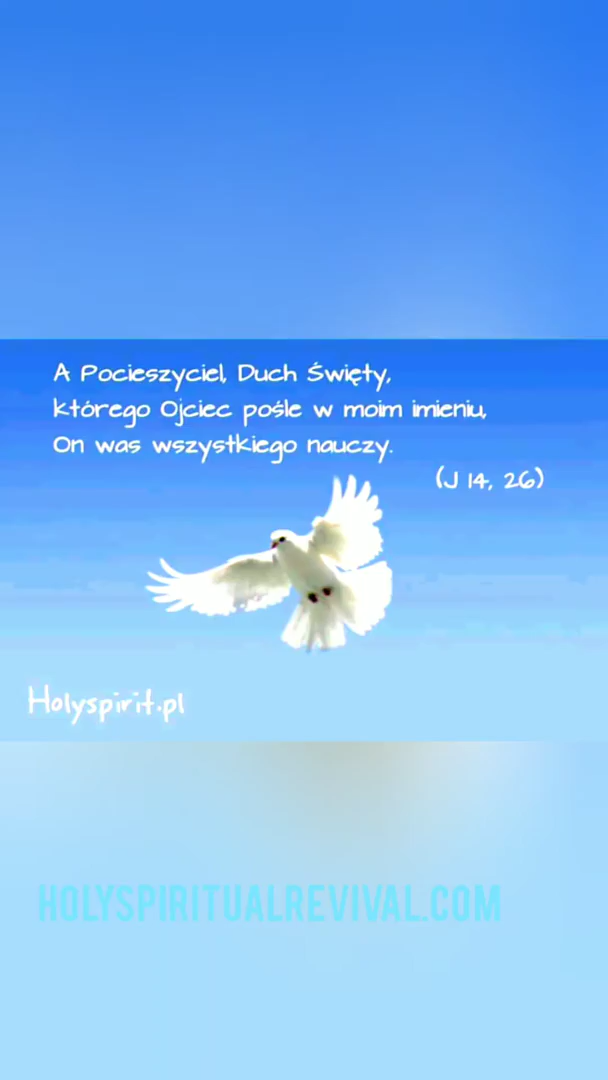 A Pocieszyciel, Duch Święty,
którego Ojciec pośle w moim imieniu,
On was wszystkiego nauczy.
(J 14, 26)
Holyspirit.pl
HOLYSPIRITUALREVIVAL.COM